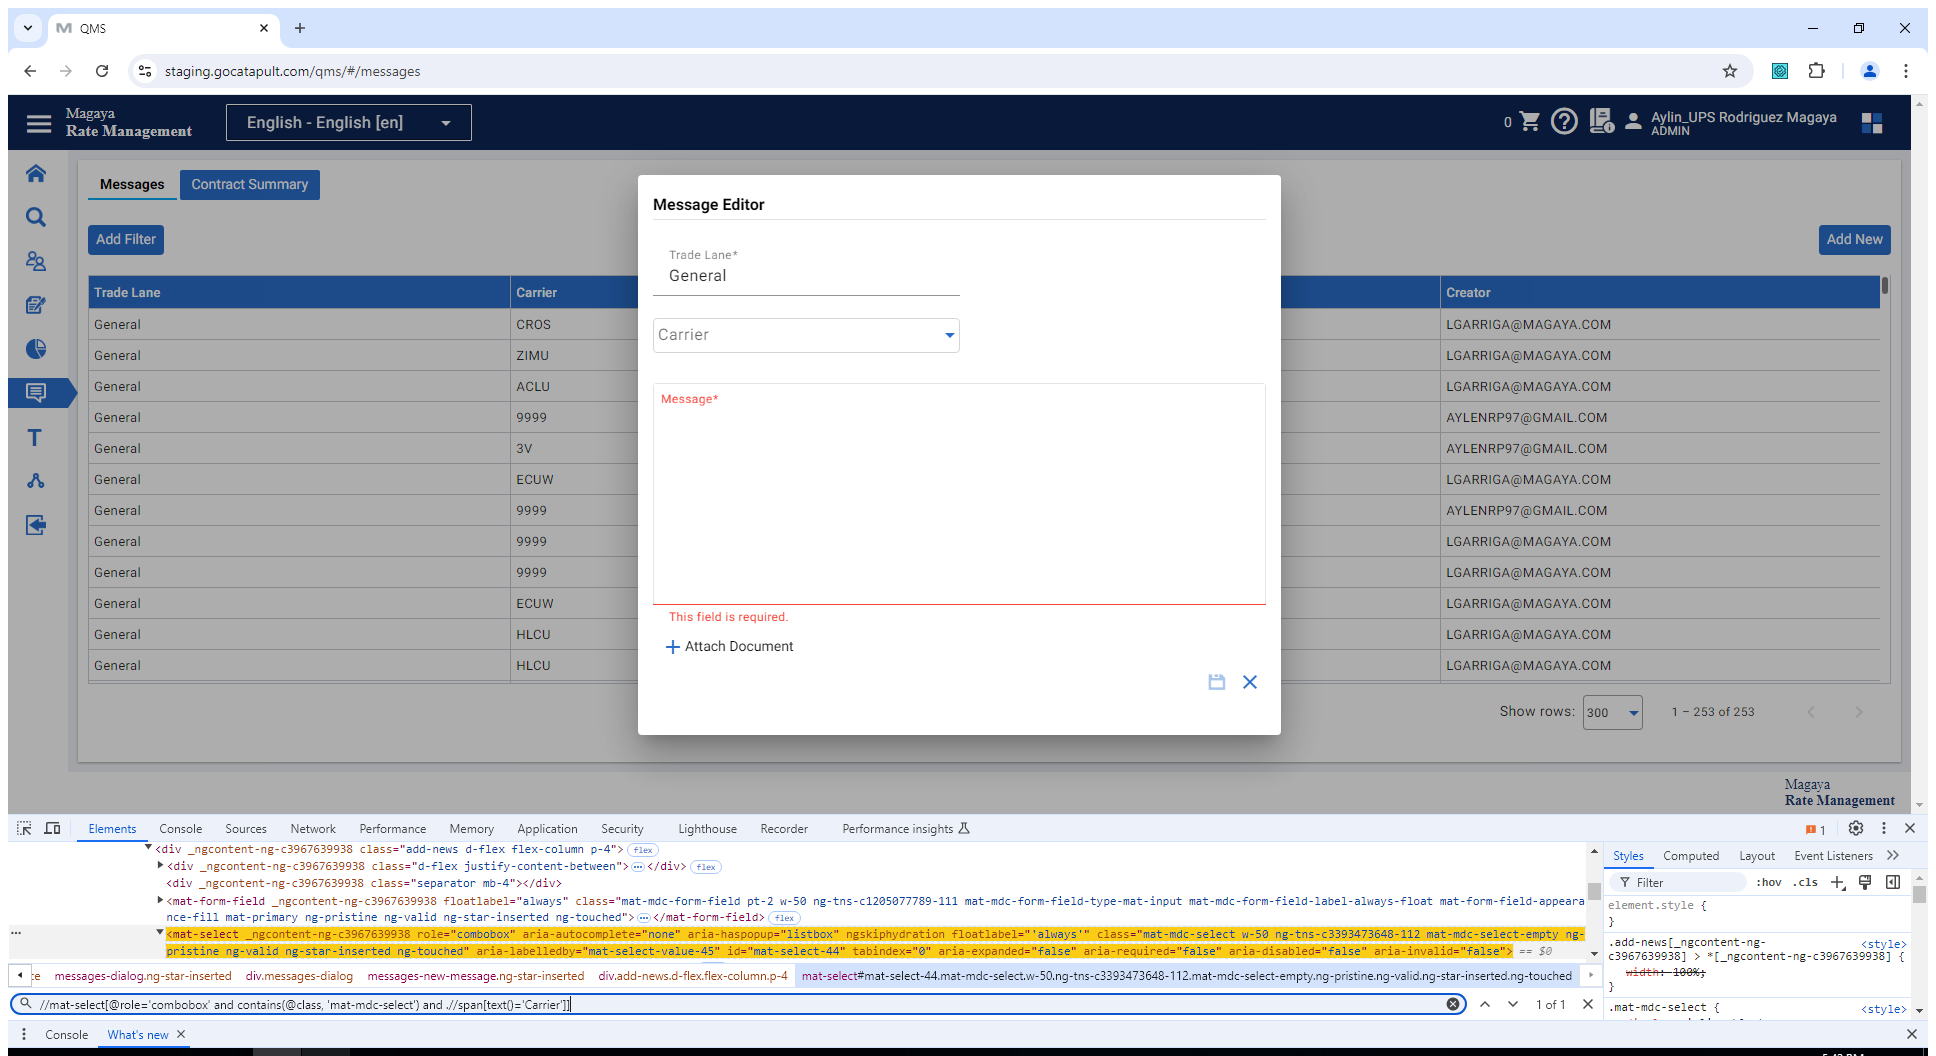 QMS
staging.gocatapult.com/qms/#/messages
Magaya
Rate Management
English - English [en]
0
Aylin_UPS Rodriguez Magaya
ADMIN
Messages
Contract Summary
Add Filter
Add New
Trade Lane
Carrier
Creator
General
CROS
LGARRIGA@MAGAYA.COM
General
ZIMU
LGARRIGA@MAGAYA.COM
General
ACLU
LGARRIGA@MAGAYA.COM
General
9999
AYLENRP97@GMAIL.COM
General
3V
AYLENRP97@GMAIL.COM
General
ECUW
LGARRIGA@MAGAYA.COM
General
9999
AYLENRP97@GMAIL.COM
General
9999
LGARRIGA@MAGAYA.COM
General
9999
LGARRIGA@MAGAYA.COM
General
ECUW
LGARRIGA@MAGAYA.COM
General
HLCU
LGARRIGA@MAGAYA.COM
General
HLCU
LGARRIGA@MAGAYA.COM
Message Editor
Trade Lane*
General
Carrier
Message*
This field is required.
Attach Document
Show rows:
300
1 – 253 of 253
Magaya
Rate Management
Elements
Console
Sources
Network
Performance
Memory
Application
Security
Lighthouse
Recorder
Performance insights
1
<div _ngcontent-ng-c3967639938 class="add-news d-flex flex-column p-4"> flex
<div _ngcontent-ng-c3967639938 class="d-flex justify-content-between"> ⋯ </div> flex
<div _ngcontent-ng-c3967639938 class="separator mb-4"></div>
<mat-form-field _ngcontent-ng-c3967639938 floatlabel="always" class="mat-mdc-form-field pt-2 w-50 ng-tns-c1205077789-111 mat-mdc-form-field-type-mat-input mat-mdc-form-field-label-always-float mat-form-field-appeara
nce-fill mat-primary ng-pristine ng-valid ng-star-inserted ng-touched"> ⋯ </mat-form-field> flex
<mat-select _ngcontent-ng-c3967639938 role="combobox" aria-autocomplete="none" aria-haspopup="listbox" ngskiphydration floatlabel="'always'" class="mat-mdc-select w-50 ng-tns-c3393473648-112 mat-mdc-select-empty ng-
pristine ng-valid ng-star-inserted ng-touched" aria-labelledby="mat-select-value-45" id="mat-select-44" tabindex="0" aria-expanded="false" aria-required="false" aria-disabled="false" aria-invalid="false"> == $0
messages-dialog.ng-star-inserted
div.messages-dialog
messages-new-message.ng-star-inserted
div.add-news.d-flex.flex-column.p-4
mat-select#mat-select-44.mat-mdc-select.w-50.ng-tns-c3393473648-112.mat-mdc-select-empty.ng-pristine.ng-valid.ng-star-inserted.ng-touched
//mat-select[@role='combobox' and contains(@class, 'mat-mdc-select') and .//span[text()='Carrier']]
1 of 1
Styles
Computed
Layout
Event Listeners
Filter
:hov
.cls
element.style {
}
.add-news[_ngcontent-ng-
<style>
c3967639938] > *[_ngcontent-ng-c3967639938] {
width: 100%;
}
.mat-mdc-select {
<style>
Console
What's new